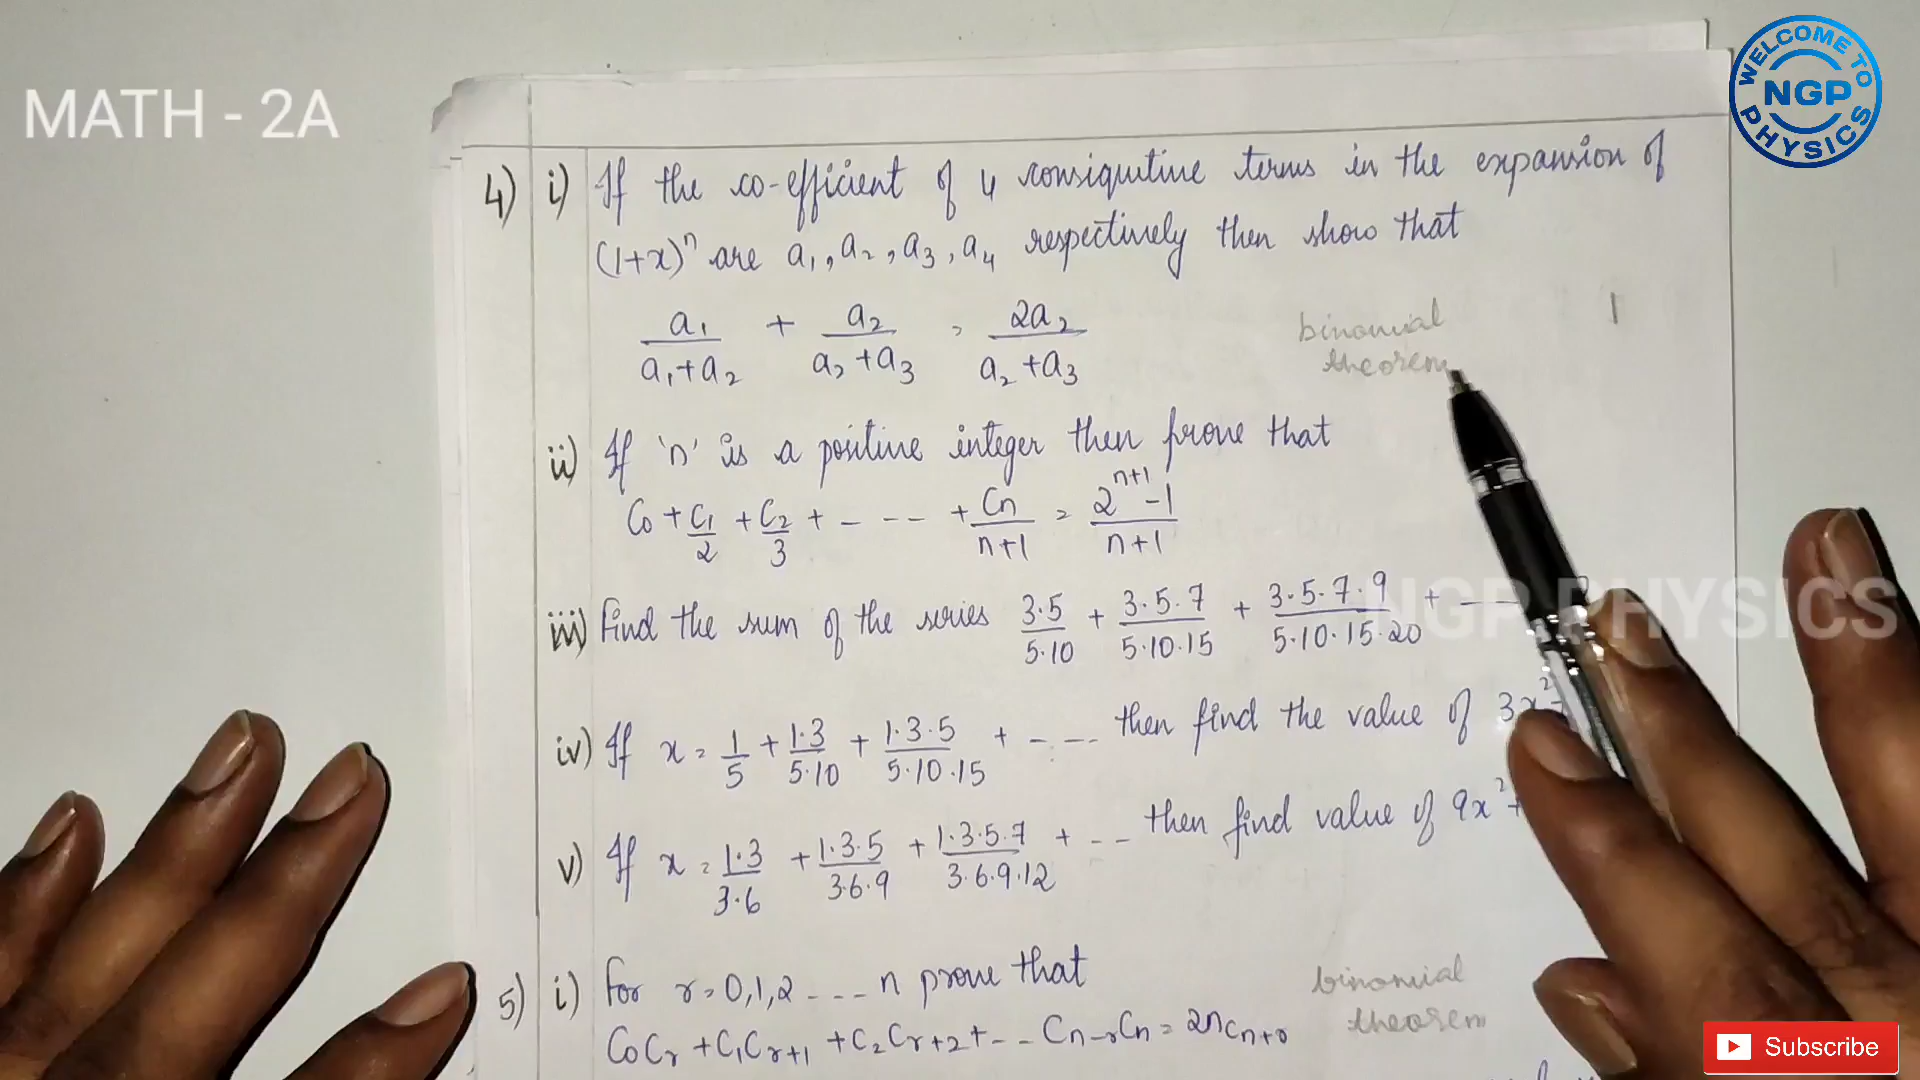 MATH - 2A
WELCOME TO
NGP
PHYSICS
4) i) If the co-efficient of 4 consiqutine terms in the expansion of
(1+x)^n are a₁, a₂, a₃, a₄ respectively then show that
a₁/(a₁+a₂) + a₂/(a₂+a₃) = 2a₂/(a₂+a₃)
binomial
theorem
1
ii) If 'n' is a positive integer then prove that
C₀ + C₁/2 + C₂/3 + - -- + Cn/(n+1) = (2^(n+1) - 1)/(n+1)
iii) Find the sum of the series 3·5/5·10 + 3·5·7/5·10·15 + 3·5·7·9/5·10·15·20 + ---
NGP PHYSICS
iv) If x = 1/5 + 1·3/5·10 + 1·3·5/5·10·15 + - -- then find the value of 3x²+
v) If x = 1·3/3·6 + 1·3·5/3·6·9 + 1·3·5·7/3·6·9·12 + -- then find value of 9x²+
5) i) For r = 0,1,2 ---- n prove that
C₀Cr + C₁Cr+1 + C₂Cr+2 + -- Cn-rCn = 2nCn+r
binomial
theorem
Subscribe